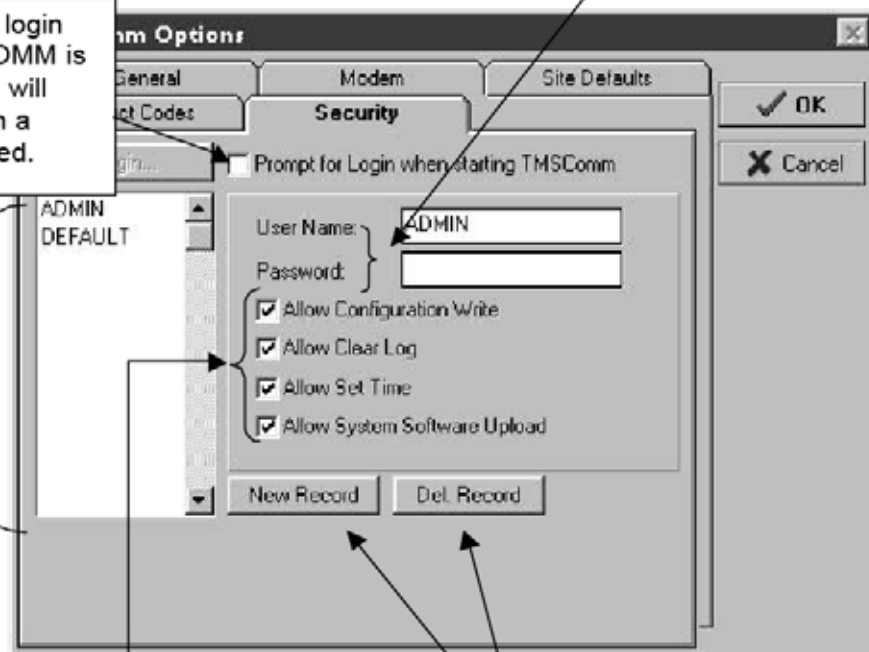 login
OMM is
will
a
ed.
mm Options
General
Modem
Site Defaults
ct Codes
Security
OK
Cancel
gin...
Prompt for Login when starting TMSComm
ADMIN
DEFAULT
User Name:
ADMIN
Password:
Allow Configuration Write
Allow Clear Log
Allow Set Time
Allow System Software Upload
New Record
Del. Record